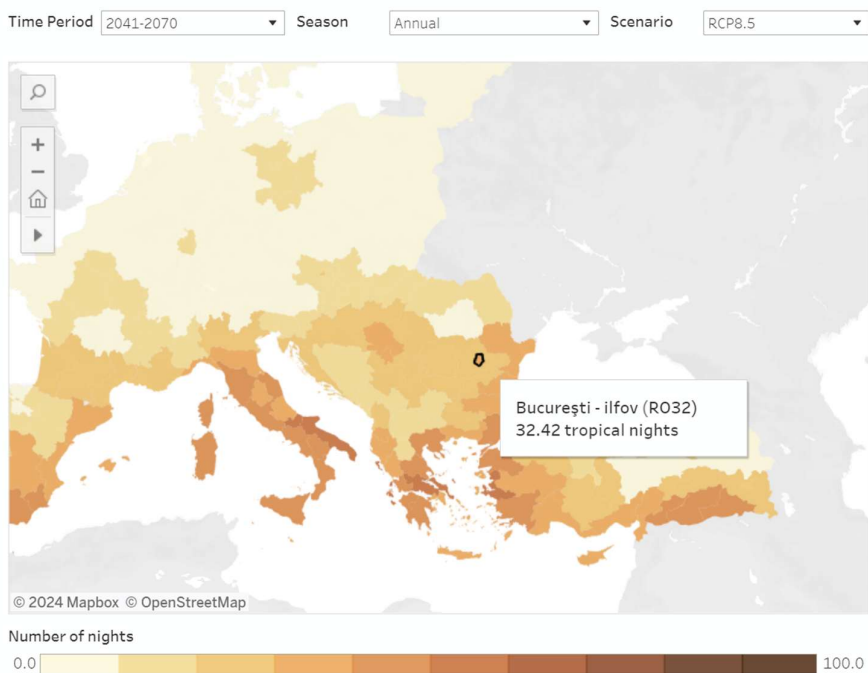 Time Period 2041-2070 Season Annual Scenario RCP8.5
Bucureşti - ilfov (RO32)
32.42 tropical nights
© 2024 Mapbox © OpenStreetMap
Number of nights
0.0 100.0